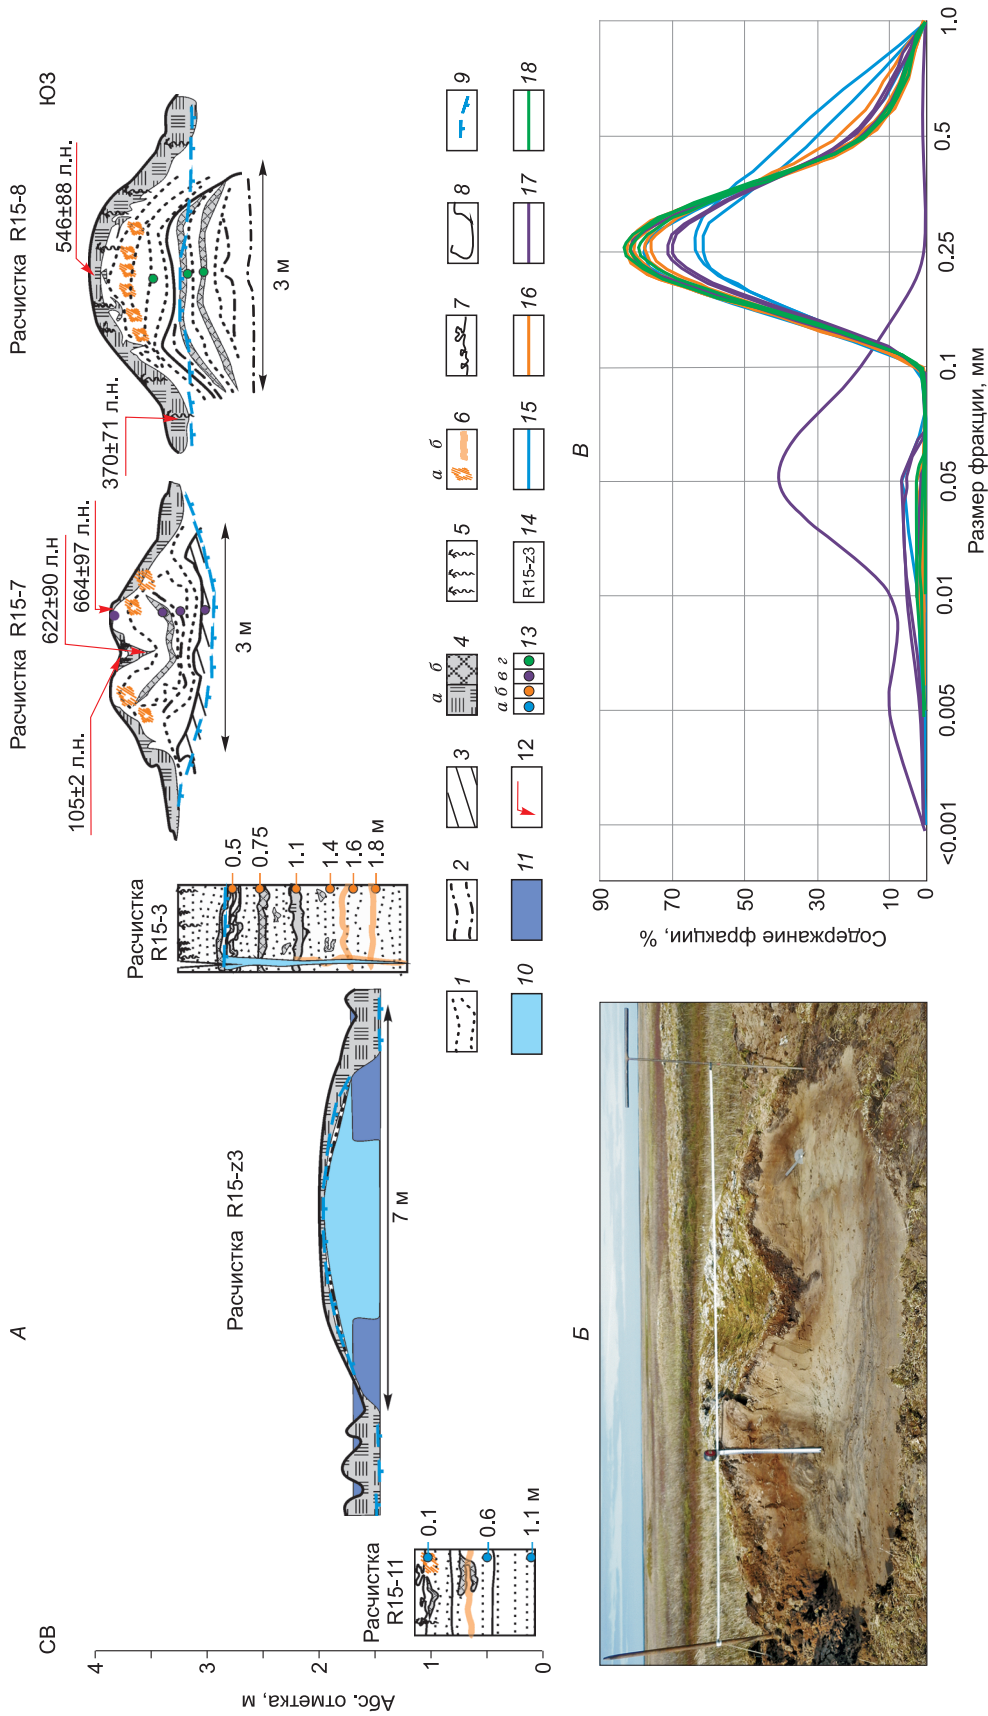 А
СВ
ЮЗ
Абс. отметка, м
4
3
2
1
0
Расчистка
R15-11
0.1
0.6
1.1 м
Расчистка R15-z3
7 м
Расчистка
R15-3
0.5
0.75
1.1
1.4
1.6
1.8 м
Расчистка R15-7
105±2 л.н.
622±90 л.н
664±97 л.н.
3 м
Расчистка R15-8
370±71 л.н.
546±88 л.н.
3 м
1
2
3
а б
4
5
а б
6
7
8
9
10
11
12
а б в г
13
R15-z3
14
15
16
17
18
Б
В
Содержание фракции, %
90
70
50
30
10
0
<0.001
0.005
0.01
0.05
0.1
0.25
0.5
1.0
Размер фракции, мм